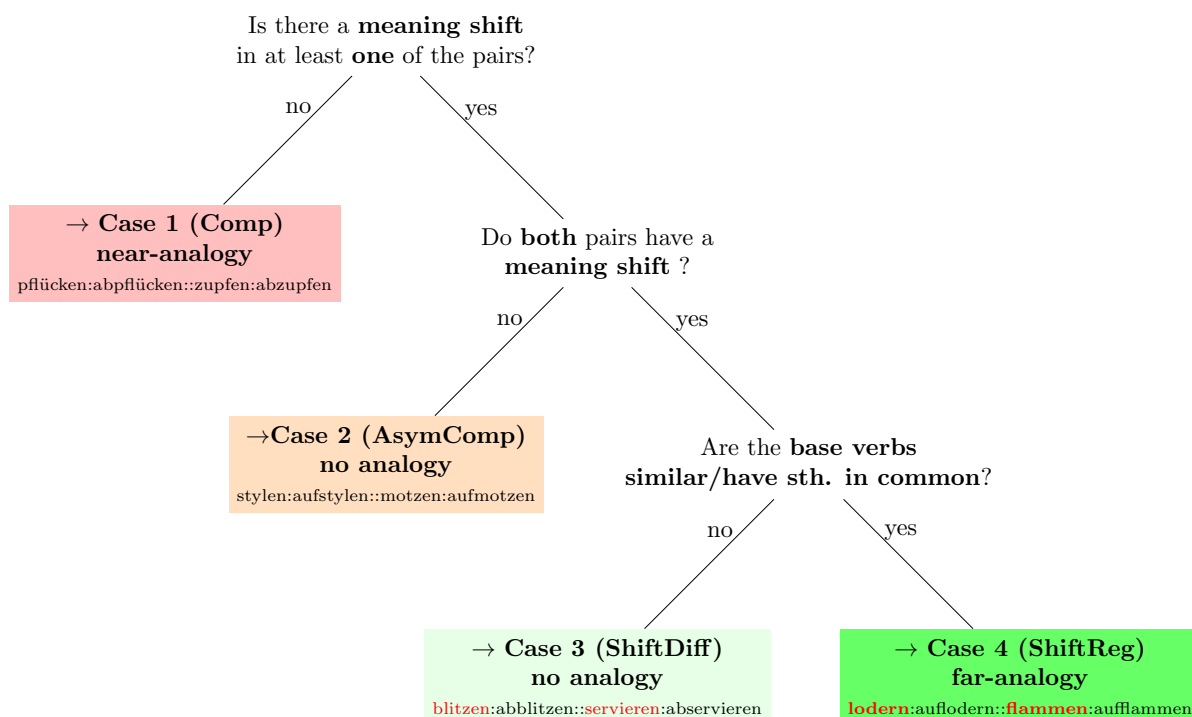 Is there a meaning shift
in at least one of the pairs?
no
yes
→ Case 1 (Comp)
near-analogy
pflücken:abpflücken::zupfen:abzupfen
Do both pairs have a
meaning shift ?
no
yes
→Case 2 (AsymComp)
no analogy
stylen:aufstylen::motzen:aufmotzen
Are the base verbs
similar/have sth. in common?
no
yes
→ Case 3 (ShiftDiff)
no analogy
blitzen:abblitzen::servieren:abservieren
→ Case 4 (ShiftReg)
far-analogy
lodern:auflodern::flammen:aufflammen